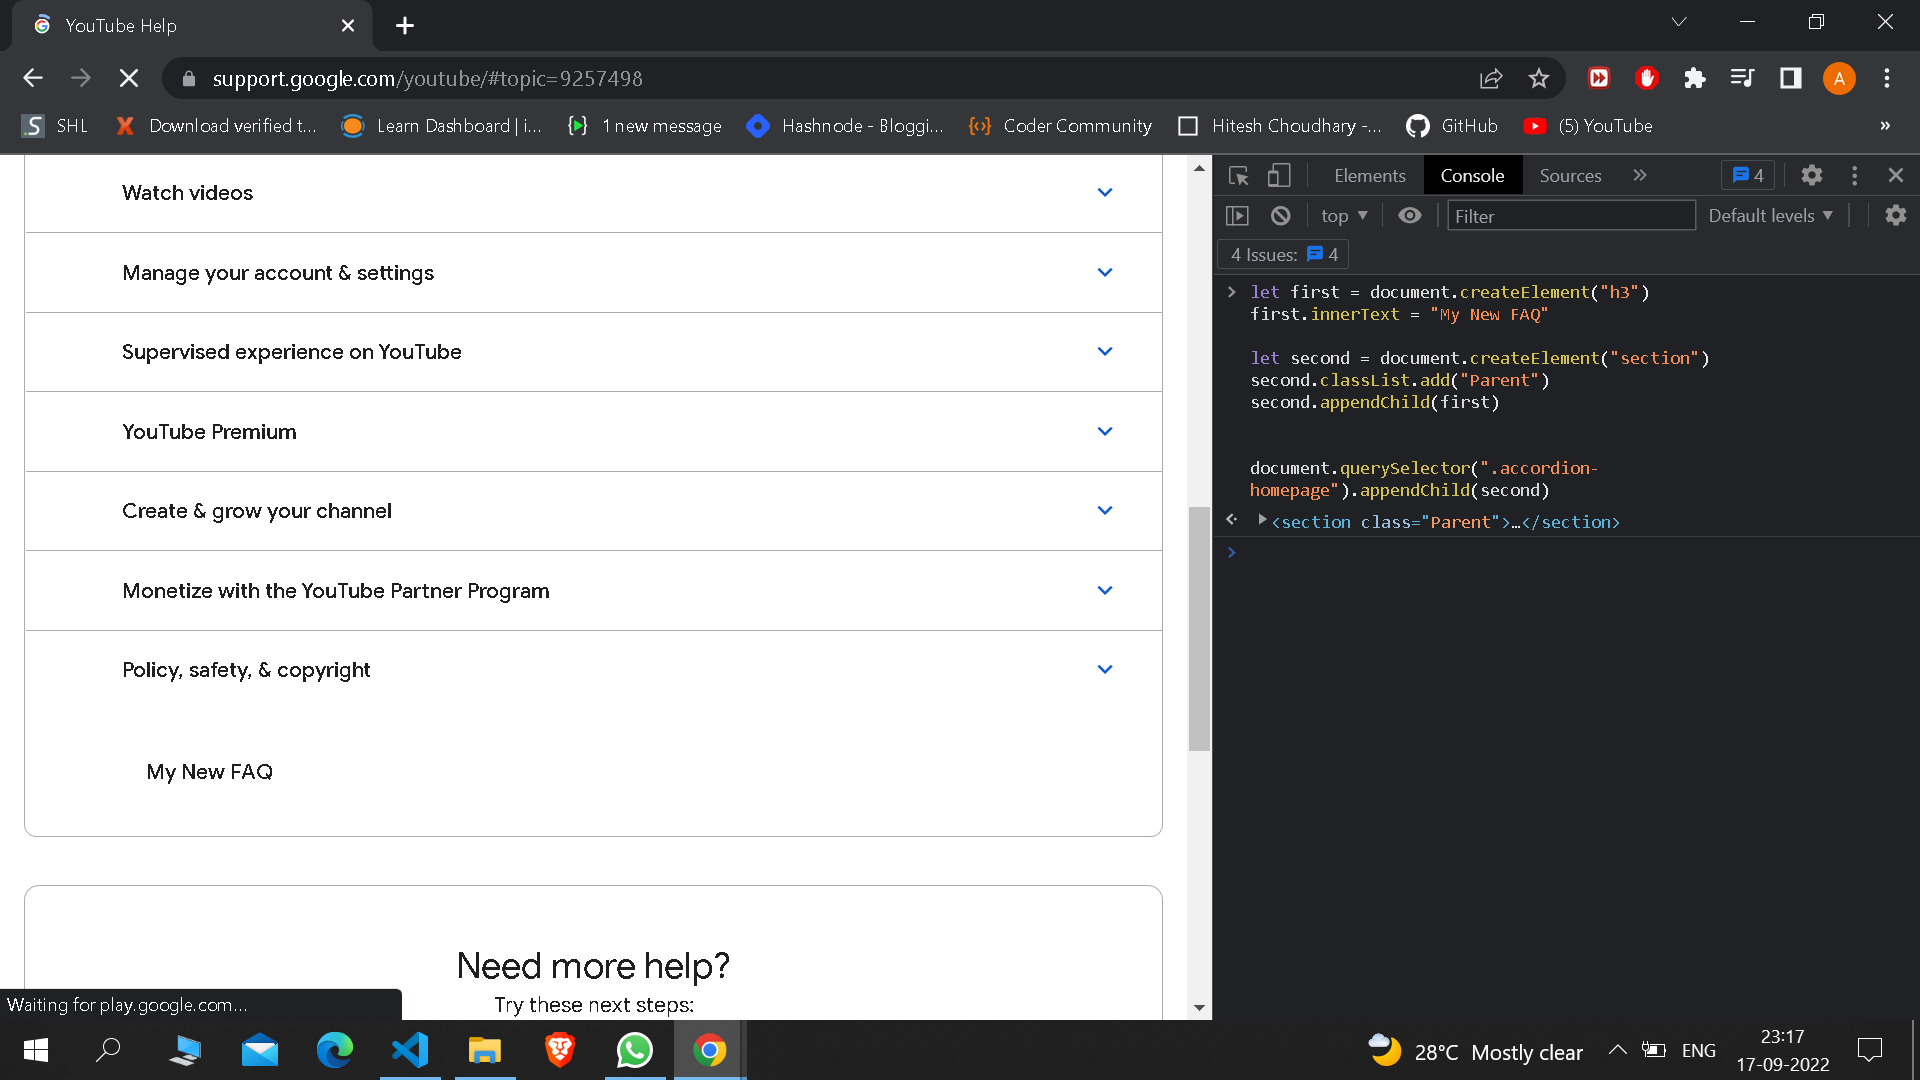 YouTube Help
support.google.com/youtube/#topic=9257498
A
SHL
Download verified t...
Learn Dashboard | i...
1 new message
Hashnode - Bloggi...
Coder Community
Hitesh Choudhary -...
GitHub
(5) YouTube
»
Watch videos
Manage your account & settings
Supervised experience on YouTube
YouTube Premium
Create & grow your channel
Monetize with the YouTube Partner Program
Policy, safety, & copyright
My New FAQ
Need more help?
Try these next steps:
Waiting for play.google.com...
Elements
Console
Sources
»
4
top
Filter
Default levels
4 Issues: 4
let first = document.createElement("h3")
first.innerText = "My New FAQ"
let second = document.createElement("section")
second.classList.add("Parent")
second.appendChild(first)
document.querySelector(".accordion-
homepage").appendChild(second)
<section class="Parent">…</section>
28°C Mostly clear
ENG
23:17
17-09-2022